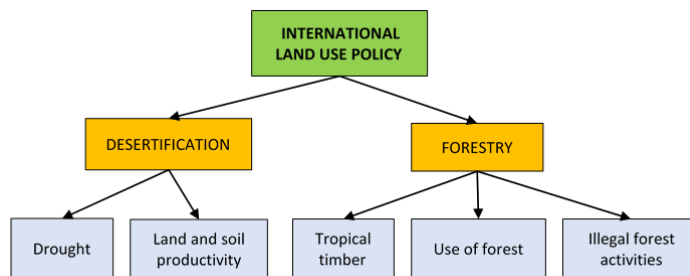 INTERNATIONAL
LAND USE POLICY
DESERTIFICATION
FORESTRY
Drought
Land and soil
productivity
Tropical
timber
Use of forest
Illegal forest
activities